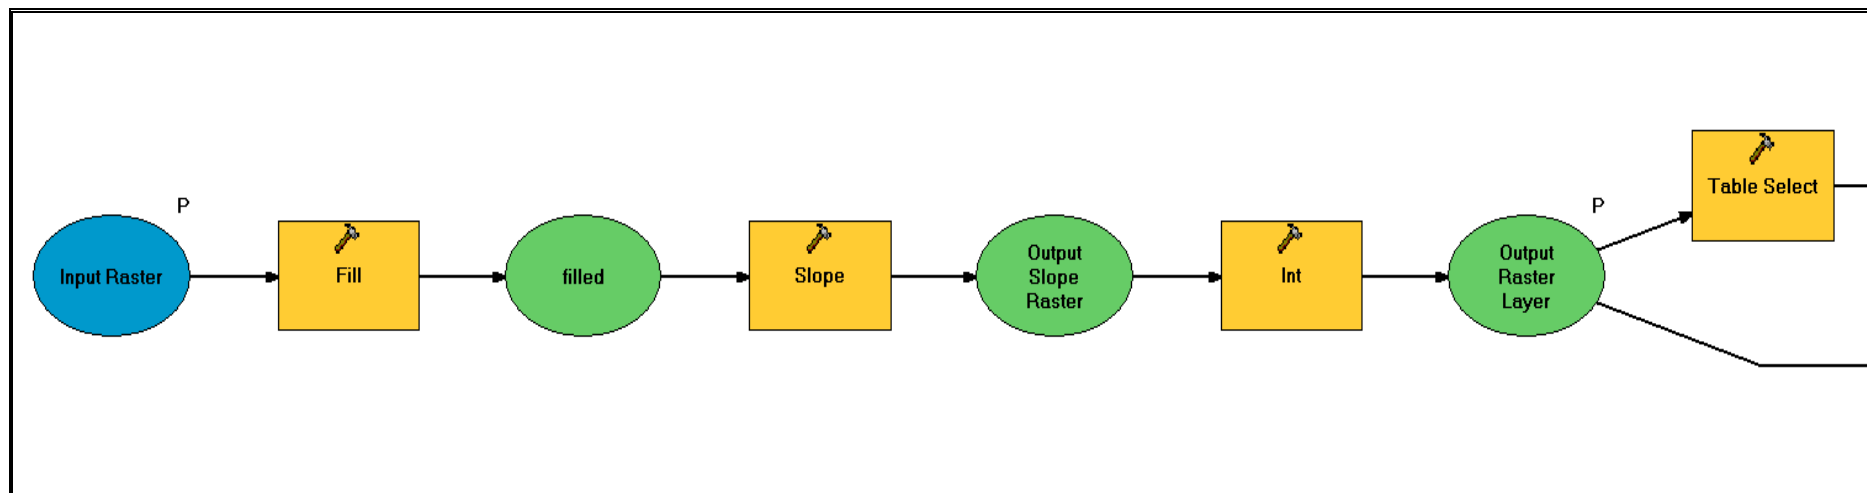 P
Input Raster
Fill
filled
Slope
Output
Slope
Raster
Int
Output
Raster
Layer
P
Table Select